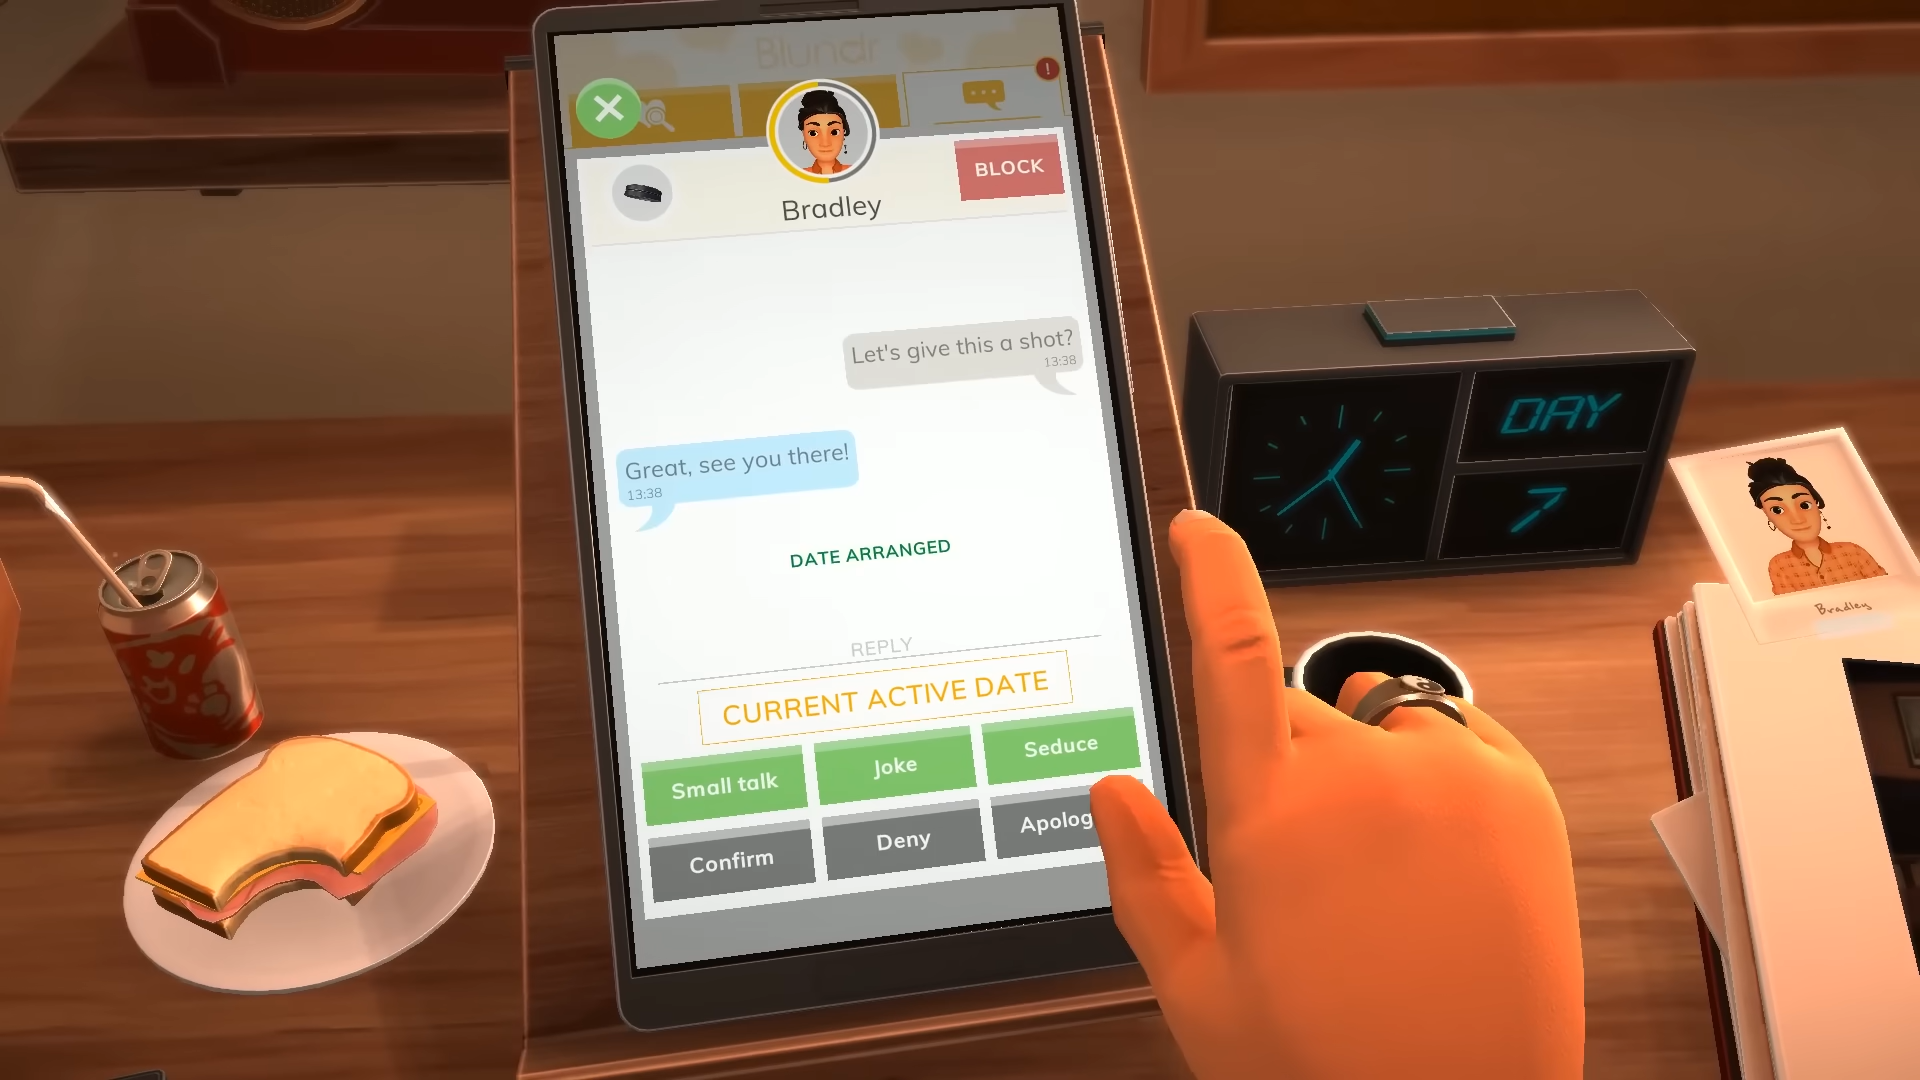 Blundr
!
BLOCK
Bradley
Let's give this a shot?
13:38
Great, see you there!
13:38
DATE ARRANGED
REPLY
CURRENT ACTIVE DATE
Small talk
Joke
Seduce
Confirm
Deny
Apolog
DAY
7
Bradley